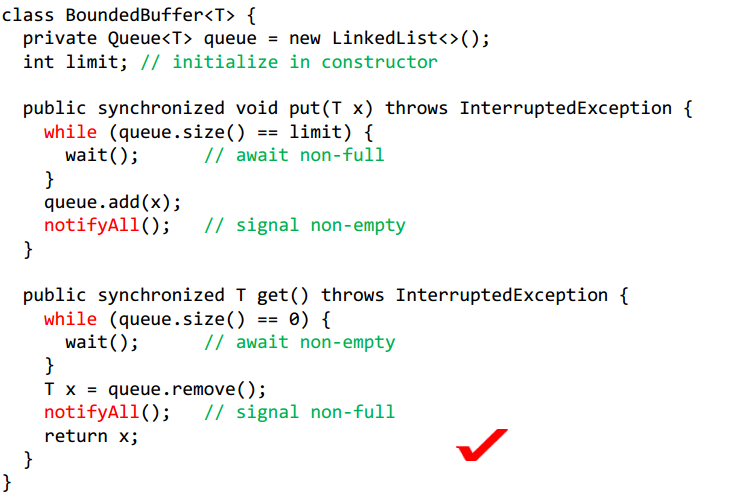 class BoundedBuffer<T> {
  private Queue<T> queue = new LinkedList<>();
  int limit; // initialize in constructor

  public synchronized void put(T x) throws InterruptedException {
    while (queue.size() == limit) {
      wait();      // await non-full
    }
    queue.add(x);
    notifyAll();   // signal non-empty
  }

  public synchronized T get() throws InterruptedException {
    while (queue.size() == 0) {
      wait();      // await non-empty
    }
    T x = queue.remove();
    notifyAll();   // signal non-full
    return x;
  }
}